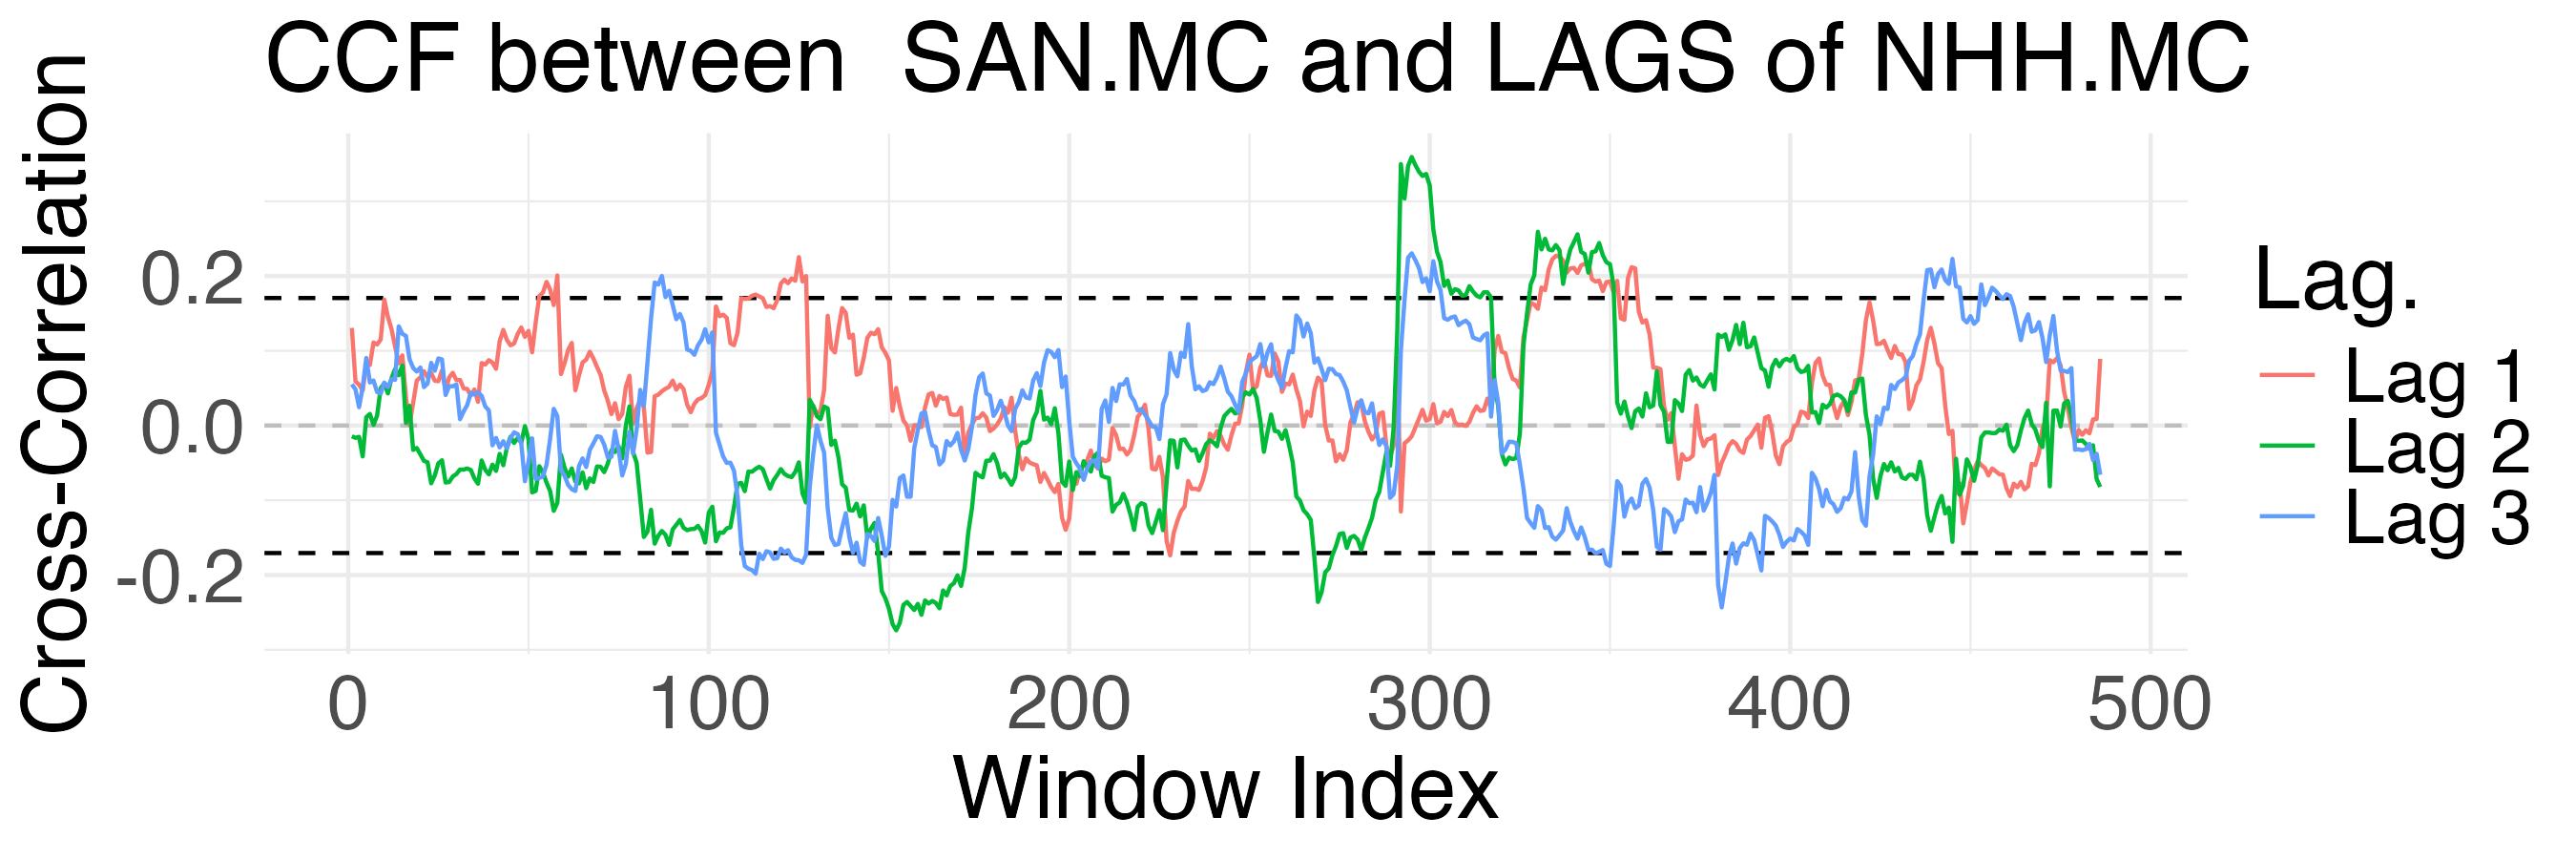 CCF between  SAN.MC and LAGS of NHH.MC
Cross-Correlation
0.2
0.0
-0.2
0 100 200 300 400 500
Window Index
Lag.
Lag 1
Lag 2
Lag 3